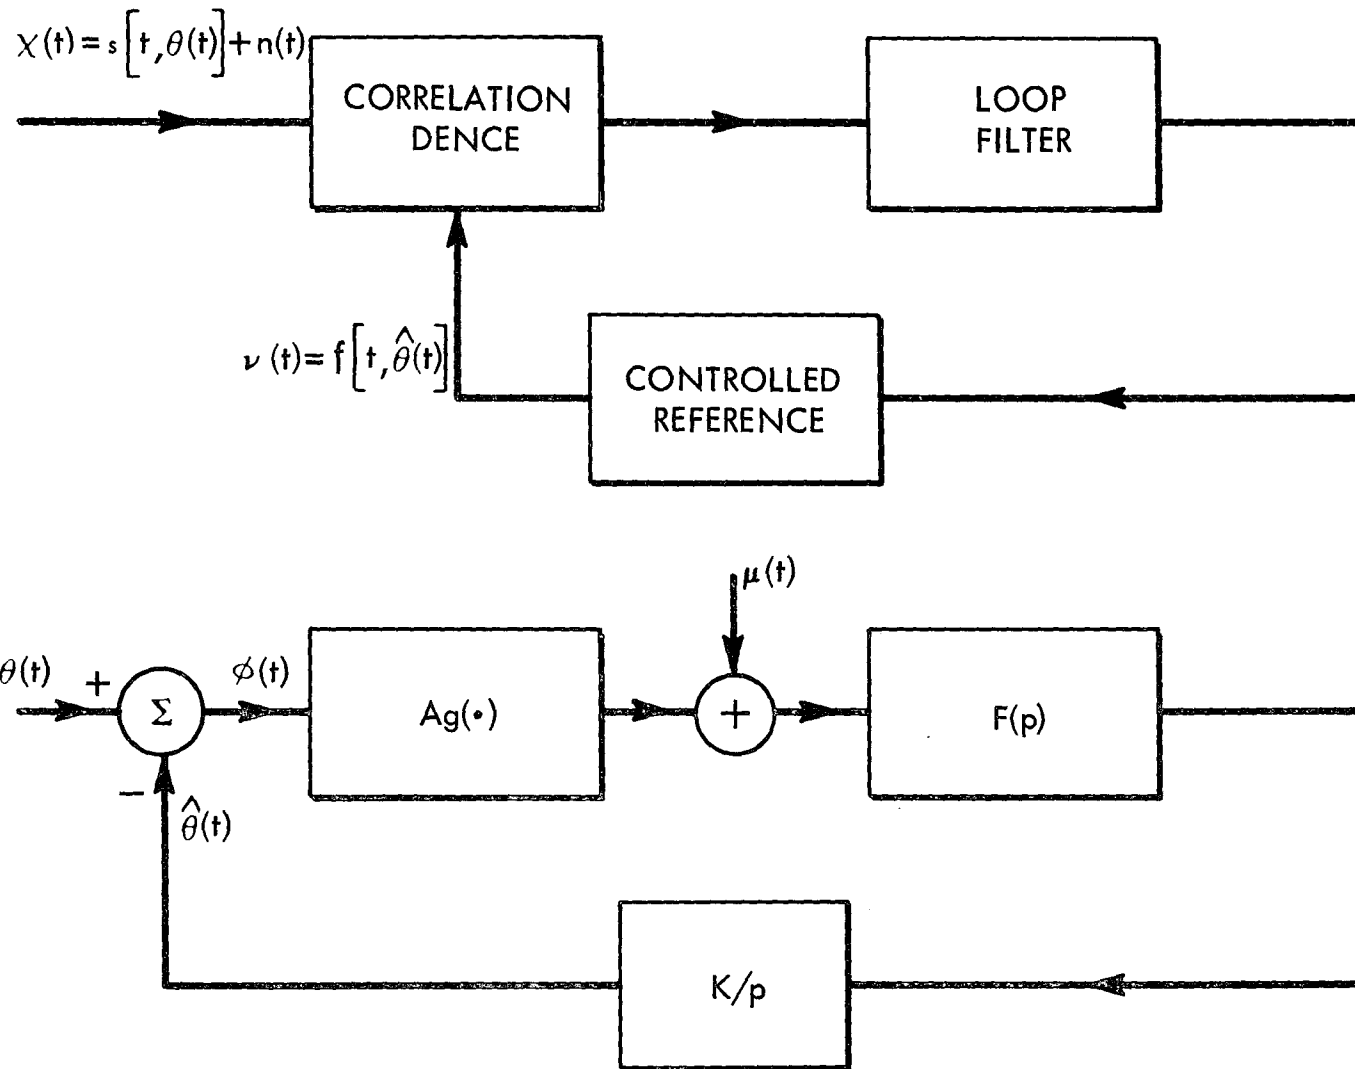 χ(t) = s[t, θ(t)] + n(t)
CORRELATION
DENCE
LOOP
FILTER
ν(t) = f[t, θ̂(t)]
CONTROLLED
REFERENCE
μ(t)
θ(t)
+
Σ
ϕ(t)
Ag(•)
+
F(p)
−
θ̂(t)
K/p